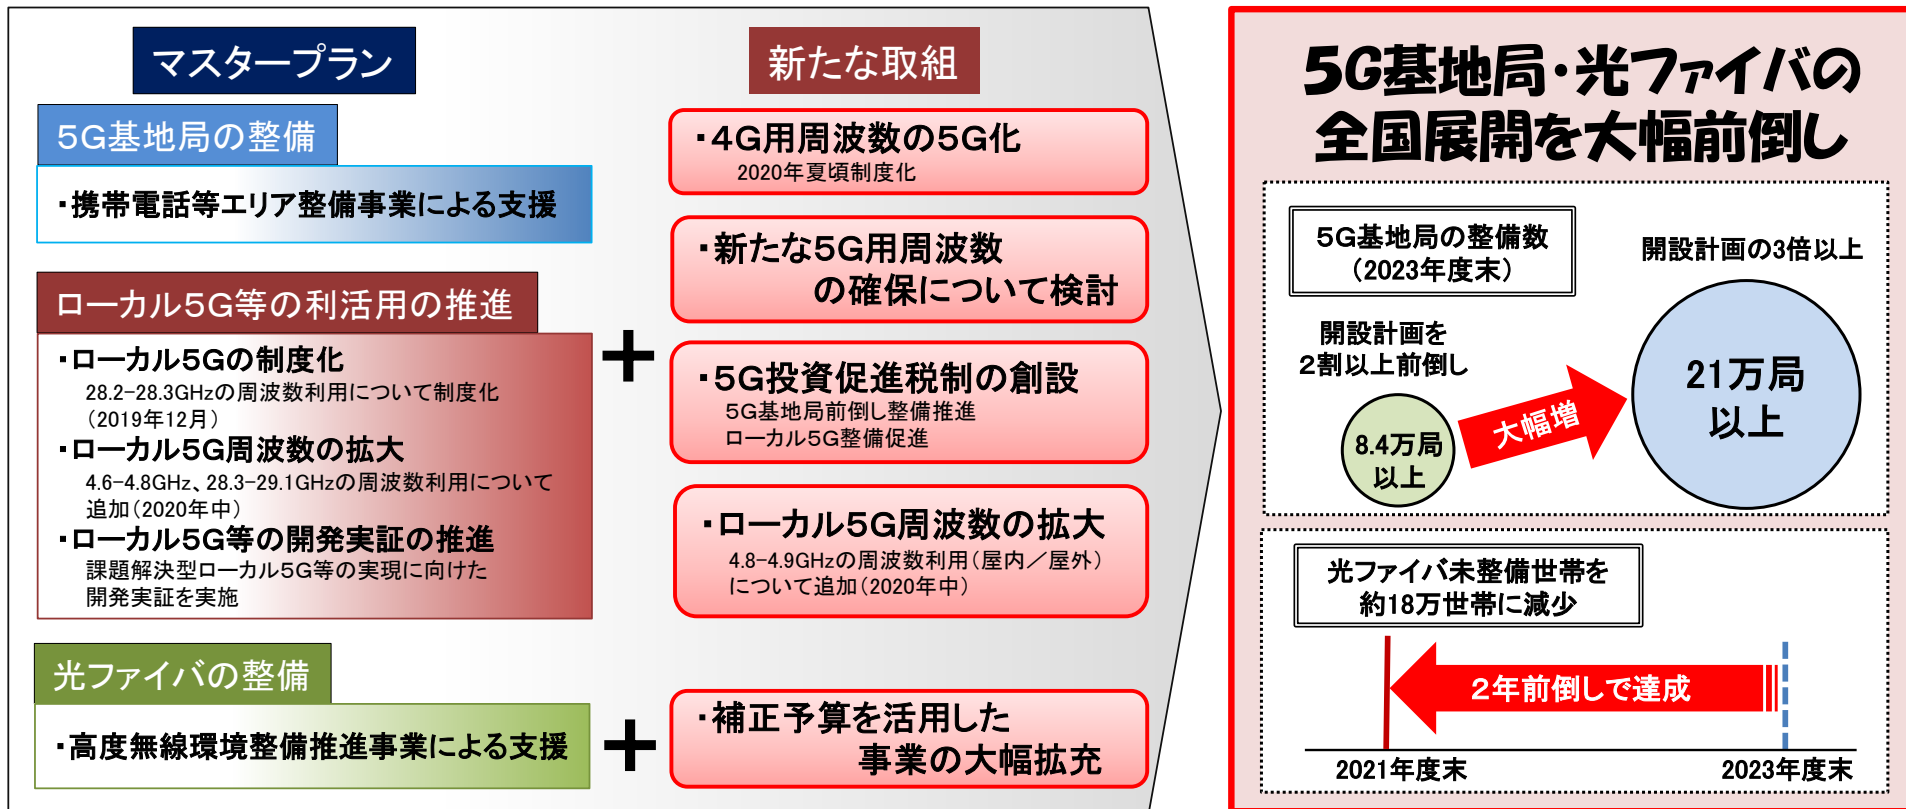 マスタープラン
5G基地局の整備
・携帯電話等エリア整備事業による支援
ローカル5G等の利活用の推進
・ローカル5Gの制度化
28.2-28.3GHzの周波数利用について制度化
(2019年12月)
・ローカル5G周波数の拡大
4.6-4.8GHz、28.3-29.1GHzの周波数利用について
追加(2020年中)
・ローカル5G等の開発実証の推進
課題解決型ローカル5G等の実現に向けた
開発実証を実施
光ファイバの整備
・高度無線環境整備推進事業による支援
+
+
新たな取組
・4G用周波数の5G化
2020年夏頃制度化
・新たな5G用周波数
の確保について検討
・5G投資促進税制の創設
5G基地局前倒し整備推進
ローカル5G整備促進
・ローカル5G周波数の拡大
4.8-4.9GHzの周波数利用(屋内/屋外)
について追加(2020年中)
・補正予算を活用した
事業の大幅拡充
5G基地局・光ファイバの
全国展開を大幅前倒し
5G基地局の整備数
(2023年度末)
開設計画の3倍以上
開設計画を
2割以上前倒し
8.4万局
以上
大幅増
21万局
以上
光ファイバ未整備世帯を
約18万世帯に減少
2年前倒しで達成
2021年度末
2023年度末